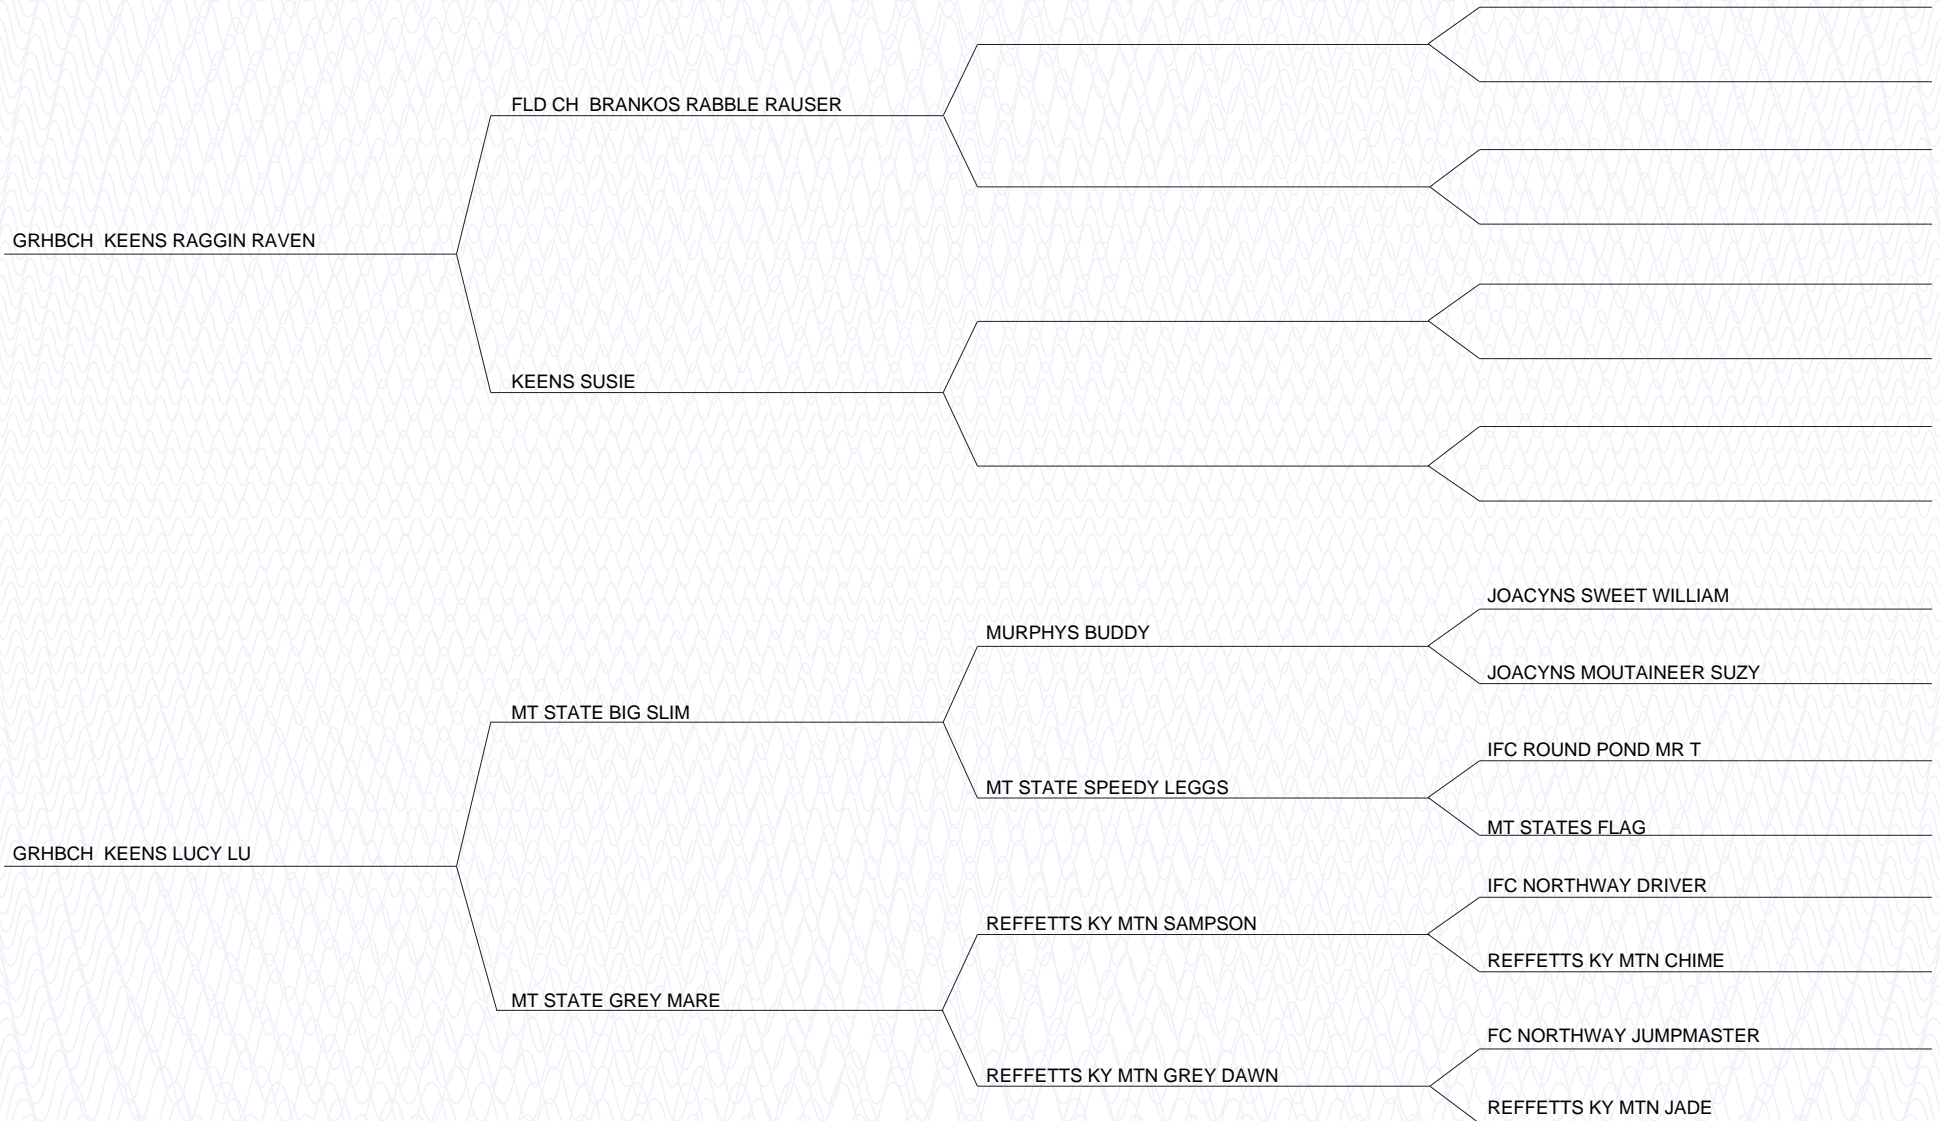 FLD CH  BRANKOS RABBLE RAUSER
GRHBCH  KEENS RAGGIN RAVEN
KEENS SUSIE
JOACYNS SWEET WILLIAM
MURPHYS BUDDY
JOACYNS MOUTAINEER SUZY
MT STATE BIG SLIM
IFC ROUND POND MR T
MT STATE SPEEDY LEGGS
MT STATES FLAG
GRHBCH  KEENS LUCY LU
IFC NORTHWAY DRIVER
REFFETTS KY MTN SAMPSON
REFFETTS KY MTN CHIME
MT STATE GREY MARE
FC NORTHWAY JUMPMASTER
REFFETTS KY MTN GREY DAWN
REFFETTS KY MTN JADE